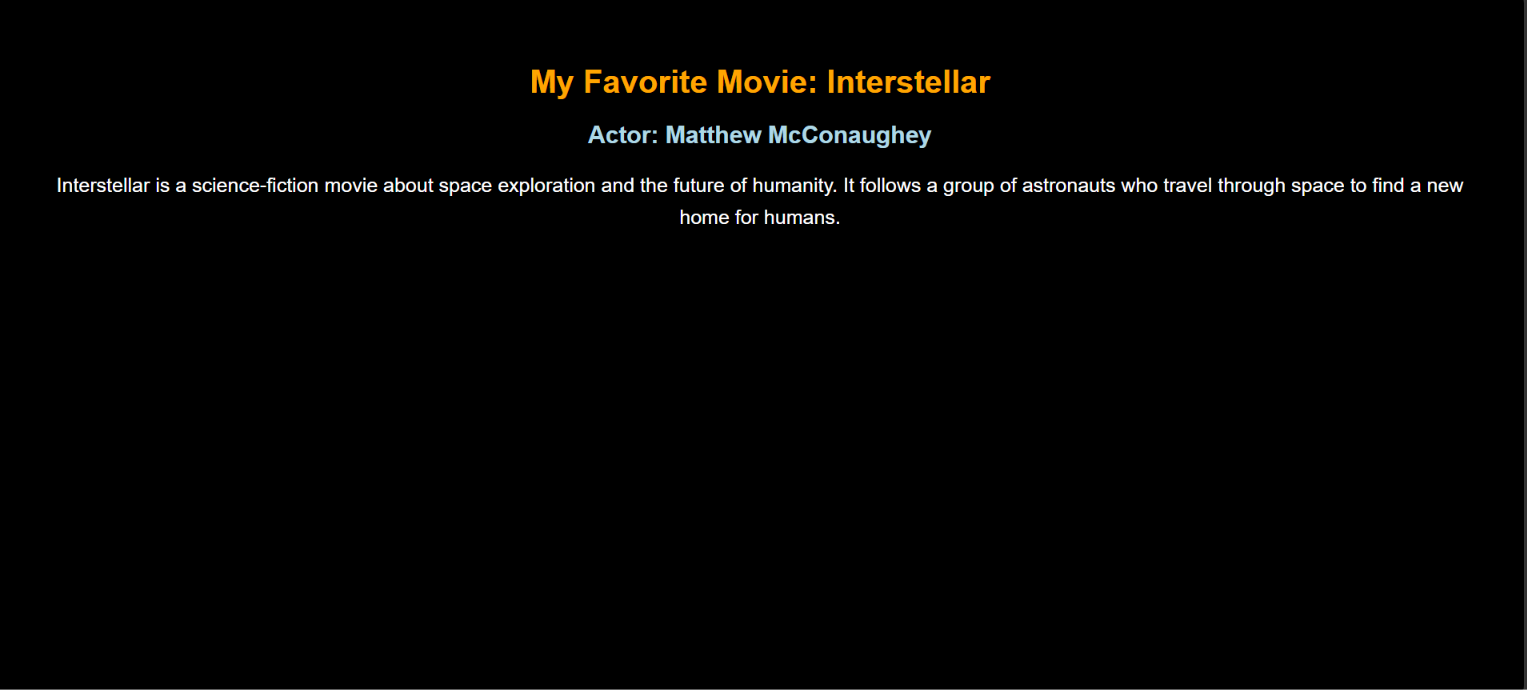 My Favorite Movie: Interstellar
Actor: Matthew McConaughey
Interstellar is a science-fiction movie about space exploration and the future of humanity. It follows a group of astronauts who travel through space to find a new
home for humans.